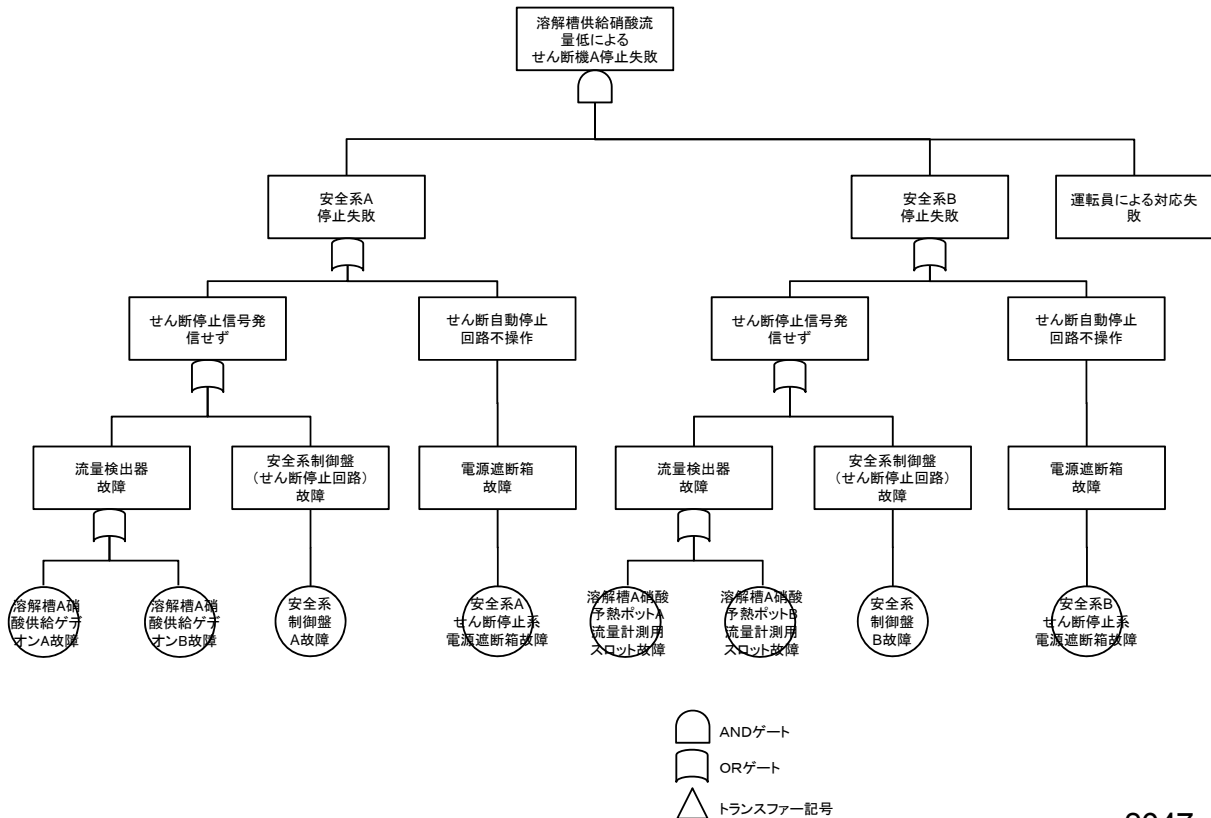 溶解槽供給硝酸流
量低による
せん断機A停止失敗
安全系A
停止失敗
安全系B
停止失敗
運転員による対応失
敗
せん断停止信号発
信せず
せん断自動停止
回路不操作
せん断停止信号発
信せず
せん断自動停止
回路不操作
流量検出器
故障
安全系制御盤
(せん断停止回路)
故障
電源遮断箱
故障
流量検出器
故障
安全系制御盤
(せん断停止回路)
故障
電源遮断箱
故障
溶解槽A硝
酸供給ゲデ
オンA故障
溶解槽A硝
酸供給ゲデ
オンB故障
安全系
制御盤
A故障
安全系A
せん断停止系
電源遮断箱故障
溶解槽A硝酸
予熱ポットA
流量計測用
スロット故障
溶解槽A硝酸
予熱ポットB
流量計測用
スロット故障
安全系
制御盤
B故障
安全系B
せん断停止系
電源遮断箱故障
ANDゲート
ORゲート
トランスファー記号